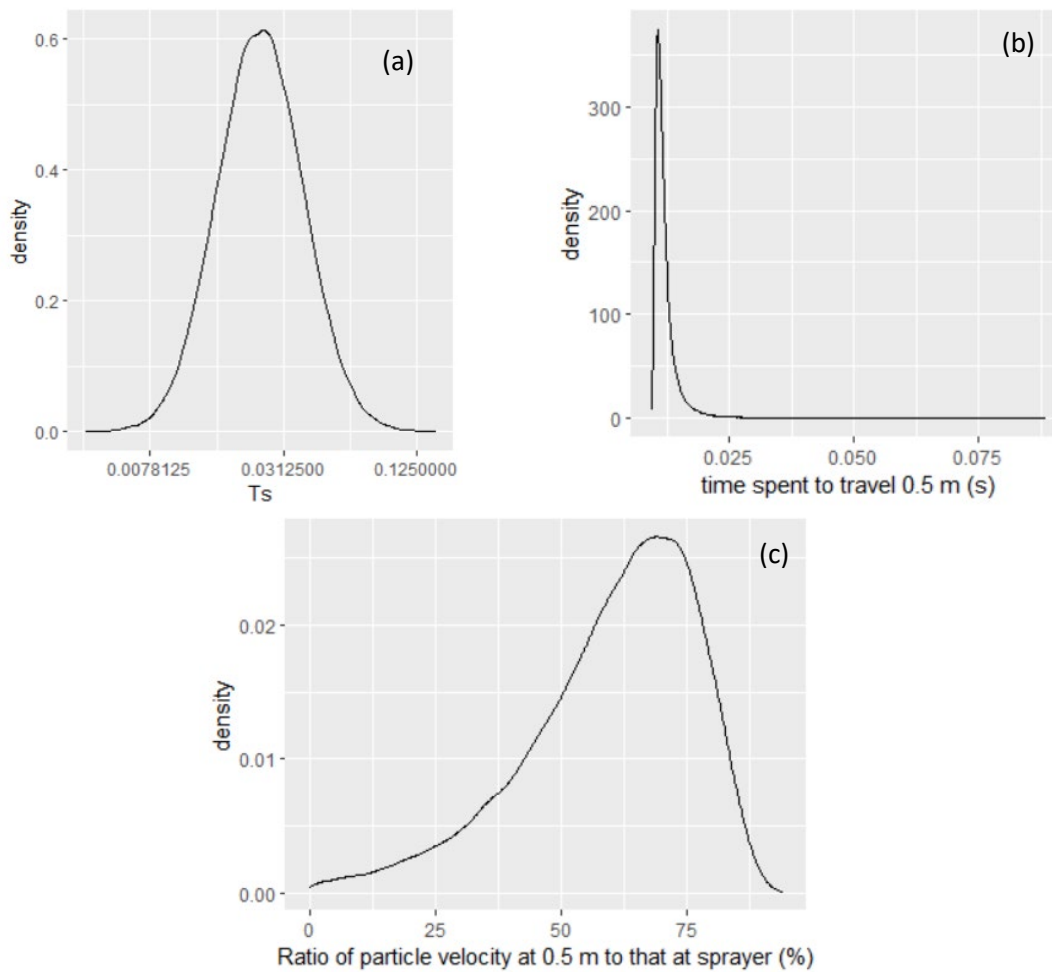 (a)
0.6
0.4
0.2
0.0
density
0.0078125 0.0312500 0.1250000
Ts
(b)
300
200
100
0
density
0.025 0.050 0.075
time spent to travel 0.5 m (s)
(c)
0.02
0.01
0.00
density
0 25 50 75
Ratio of particle velocity at 0.5 m to that at sprayer (%)